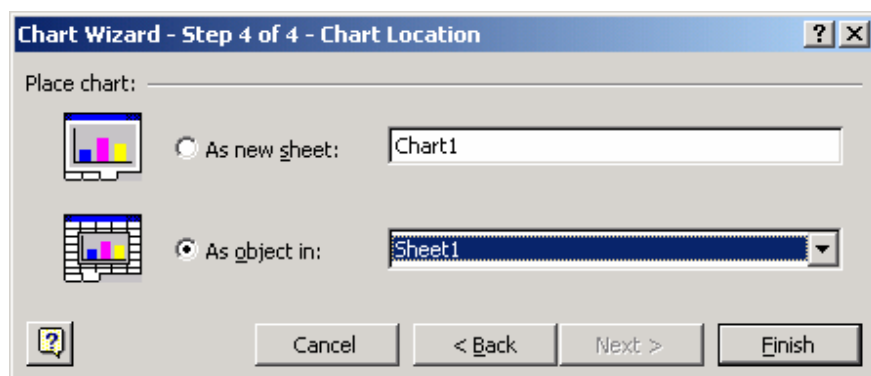 Chart Wizard - Step 4 of 4 - Chart Location ? X
Place chart:
As new sheet: Chart1
As object in: Sheet1
? Cancel < Back Next > Finish